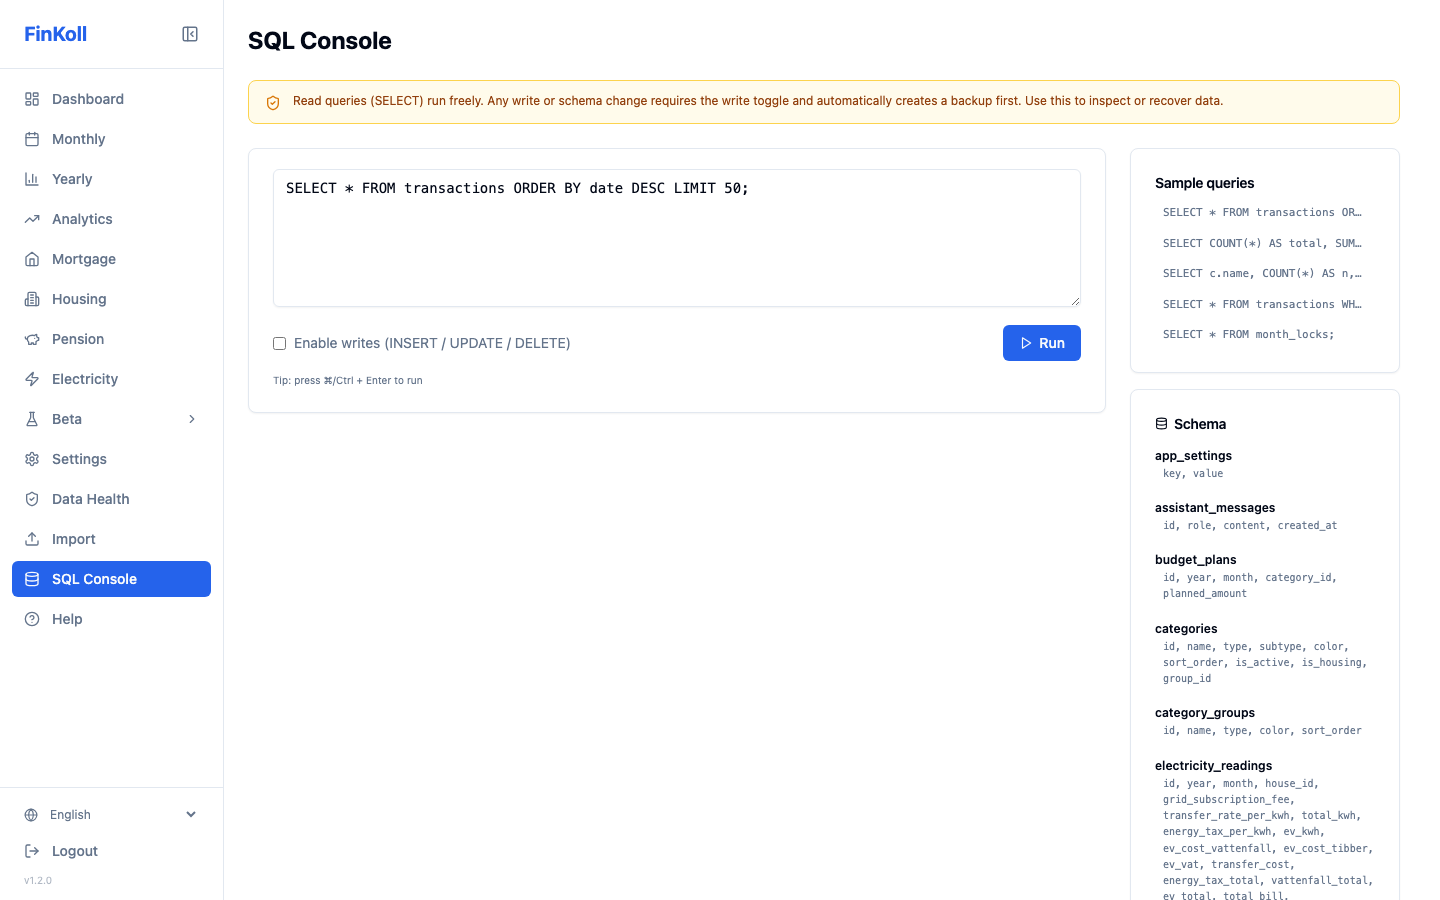 FinKoll
Dashboard
Monthly
Yearly
Analytics
Mortgage
Housing
Pension
Electricity
Beta
Settings
Data Health
Import
SQL Console
Help
English
Logout
v1.2.0
SQL Console
Read queries (SELECT) run freely. Any write or schema change requires the write toggle and automatically creates a backup first. Use this to inspect or recover data.
SELECT * FROM transactions ORDER BY date DESC LIMIT 50;
Enable writes (INSERT / UPDATE / DELETE)
Run
Tip: press ⌘/Ctrl + Enter to run
Sample queries
SELECT * FROM transactions OR…
SELECT COUNT(*) AS total, SUM…
SELECT c.name, COUNT(*) AS n,…
SELECT * FROM transactions WH…
SELECT * FROM month_locks;
Schema
app_settings
key, value
assistant_messages
id, role, content, created_at
budget_plans
id, year, month, category_id,
planned_amount
categories
id, name, type, subtype, color,
sort_order, is_active, is_housing,
group_id
category_groups
id, name, type, color, sort_order
electricity_readings
id, year, month, house_id,
grid_subscription_fee,
transfer_rate_per_kwh, total_kwh,
energy_tax_per_kwh, ev_kwh,
ev_cost_vattenfall, ev_cost_tibber,
ev_vat, transfer_cost,
energy_tax_total, vattenfall_total,
ev_total, total_bill,